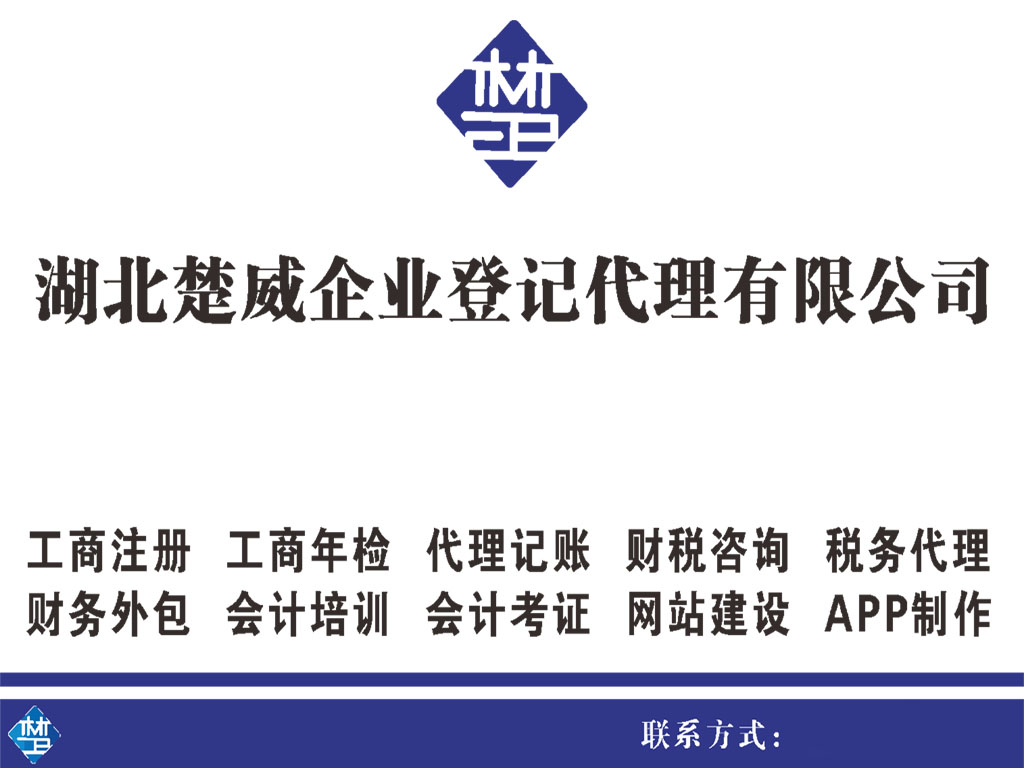 湖北楚威企业登记代理有限公司
工商注册 工商年检 代理记账 财税咨询 税务代理
财务外包 会计培训 会计考证 网站建设 APP制作
联系方式：